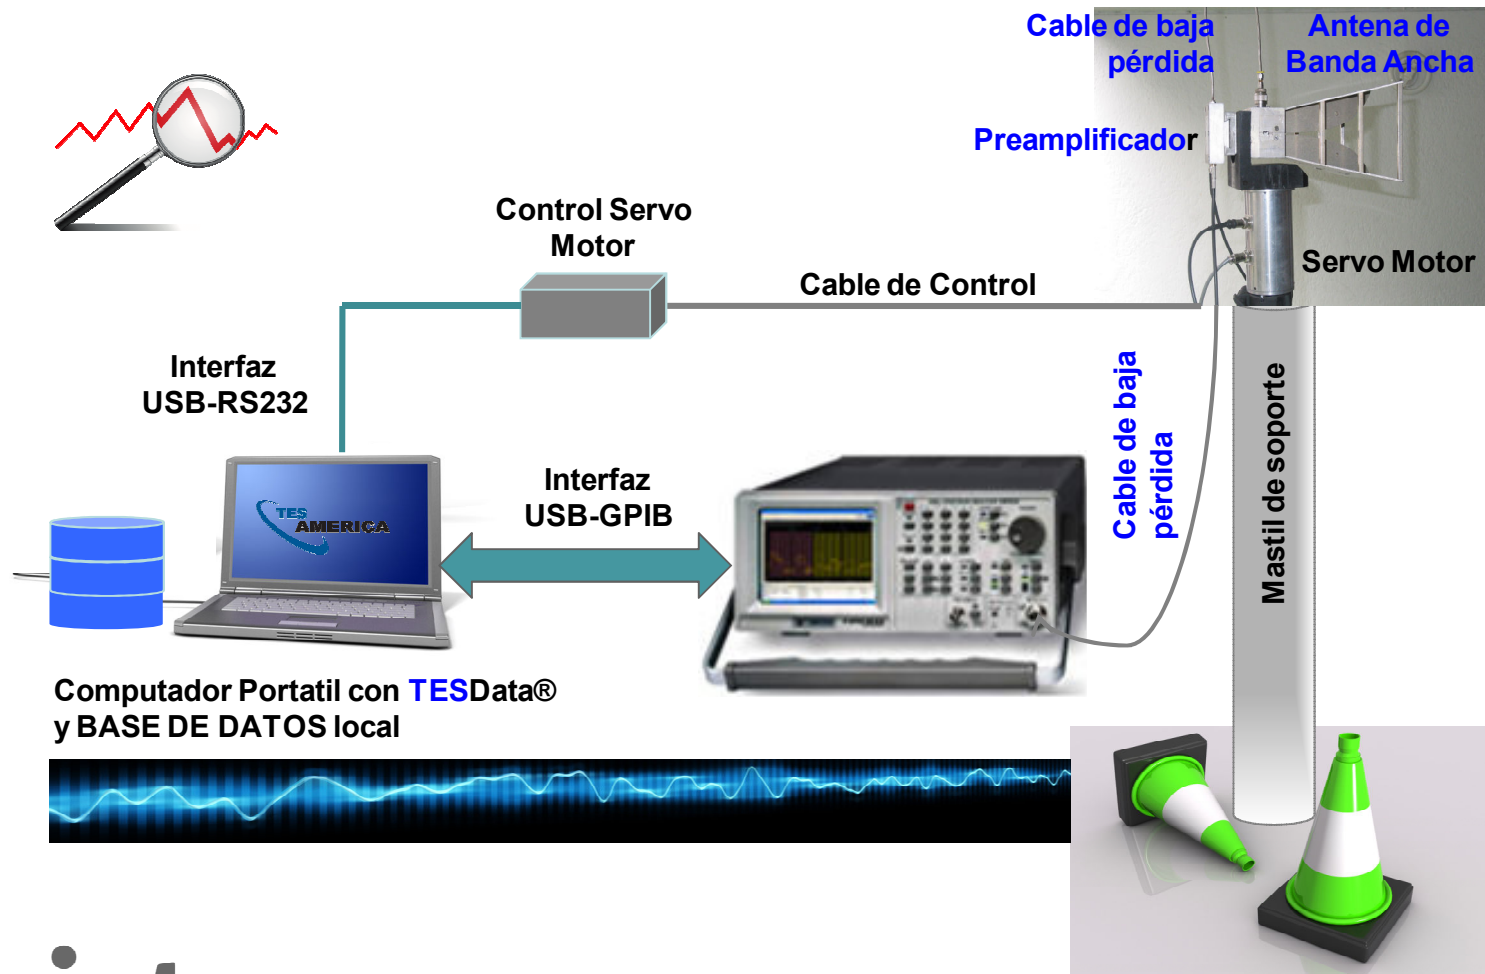 Cable de baja
pérdida
Antena de
Banda Ancha
Preamplificador
Control Servo
Motor
Servo Motor
Cable de Control
Interfaz
USB-RS232
Cable de baja
pérdida
Mastil de soporte
Interfaz
USB-GPIB
TES
AMERICA
Computador Portatil con TESData®
y BASE DE DATOS local